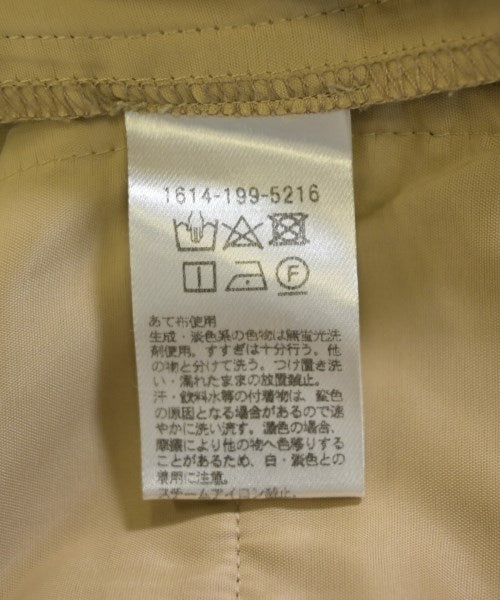 1614-199-5216
F
あて布使用
生成・淡色系の色物は無蛍光洗
剤使用。すすぎは十分行う。他
の物と分けて洗う。つけ置き洗
い・濡れたままの放置禁止。
汗・飲料水等の付着物は、変色
の原因となる場合があるので速
やかに洗い流す。濃色の場合、
摩擦により他の物へ色移りする
ことがあるため、白・淡色との
着用に注意。
スチームアイロン禁止。